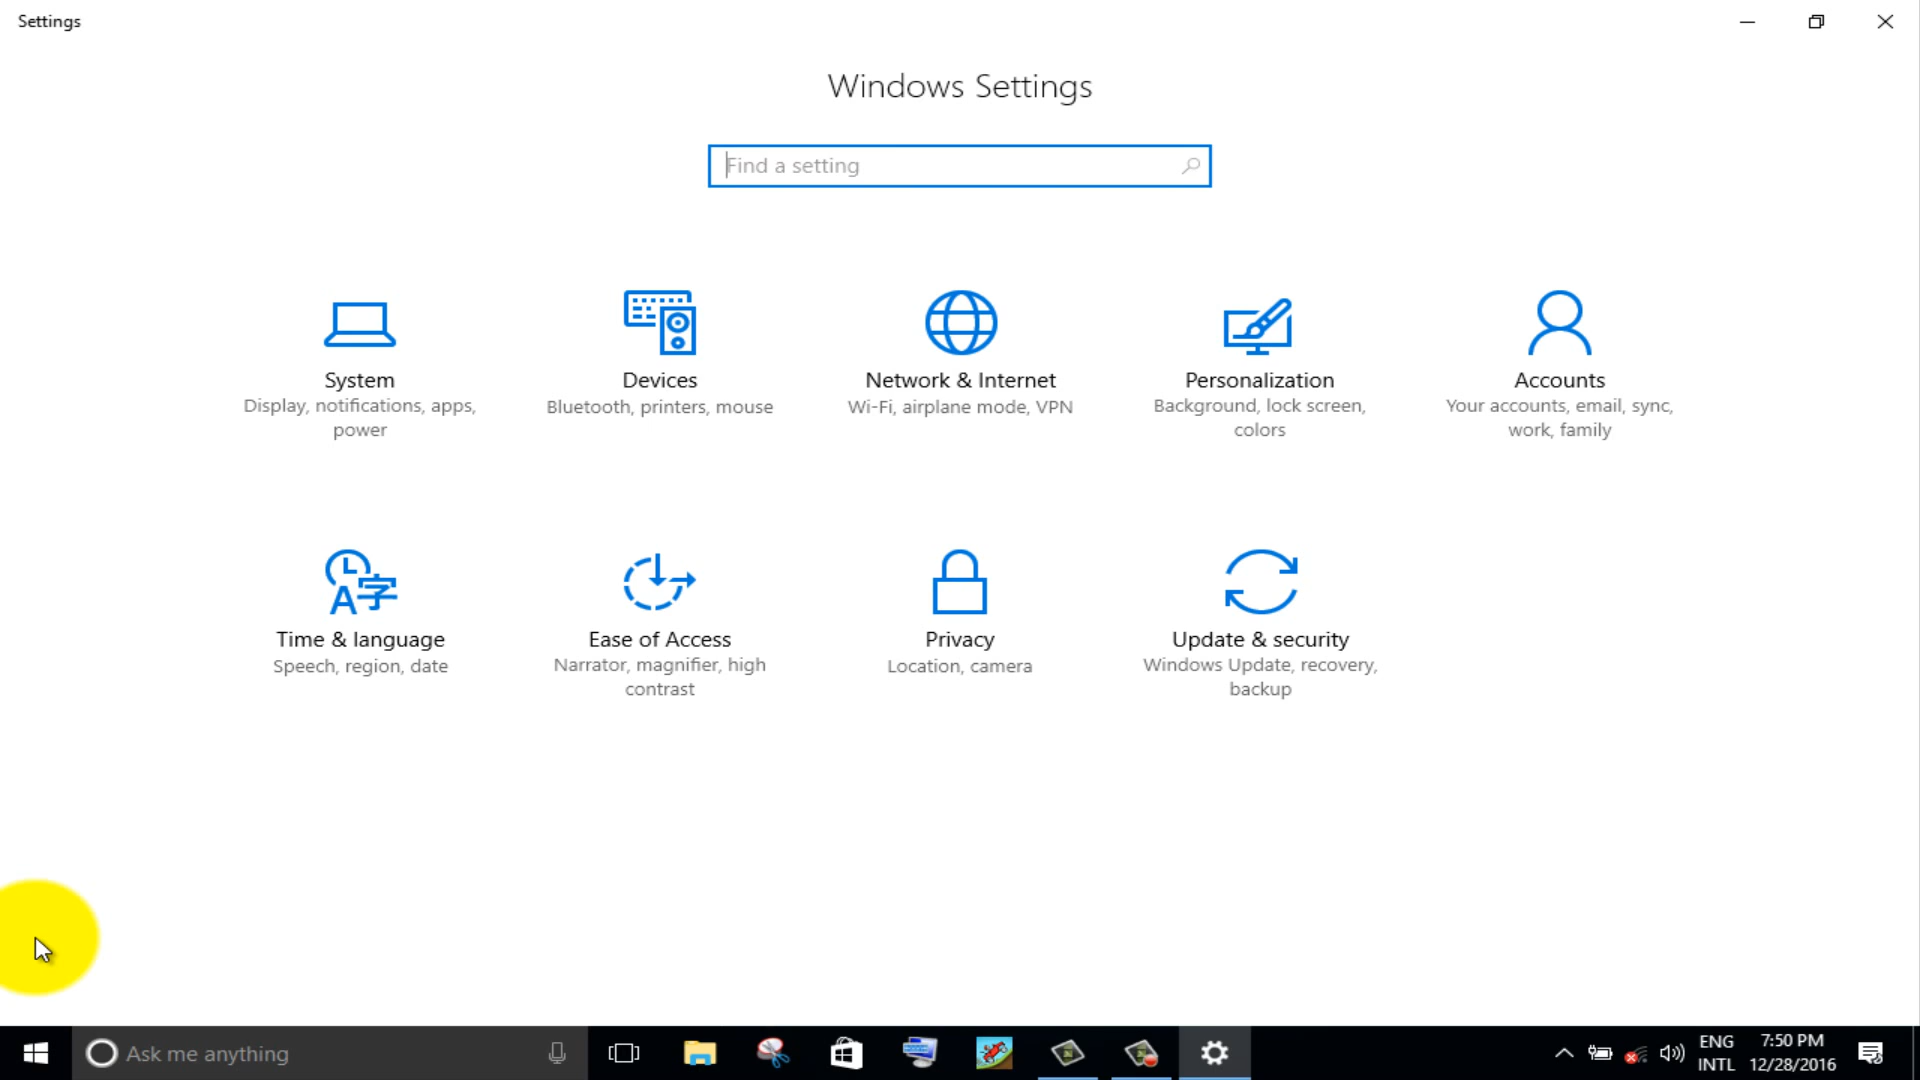 Settings
Windows Settings
Find a setting
System
Display, notifications, apps,
power
Devices
Bluetooth, printers, mouse
Network & Internet
Wi-Fi, airplane mode, VPN
Personalization
Background, lock screen,
colors
Accounts
Your accounts, email, sync,
work, family
Time & language
Speech, region, date
Ease of Access
Narrator, magnifier, high
contrast
Privacy
Location, camera
Update & security
Windows Update, recovery,
backup
Ask me anything
ENG
INTL
7:50 PM
12/28/2016